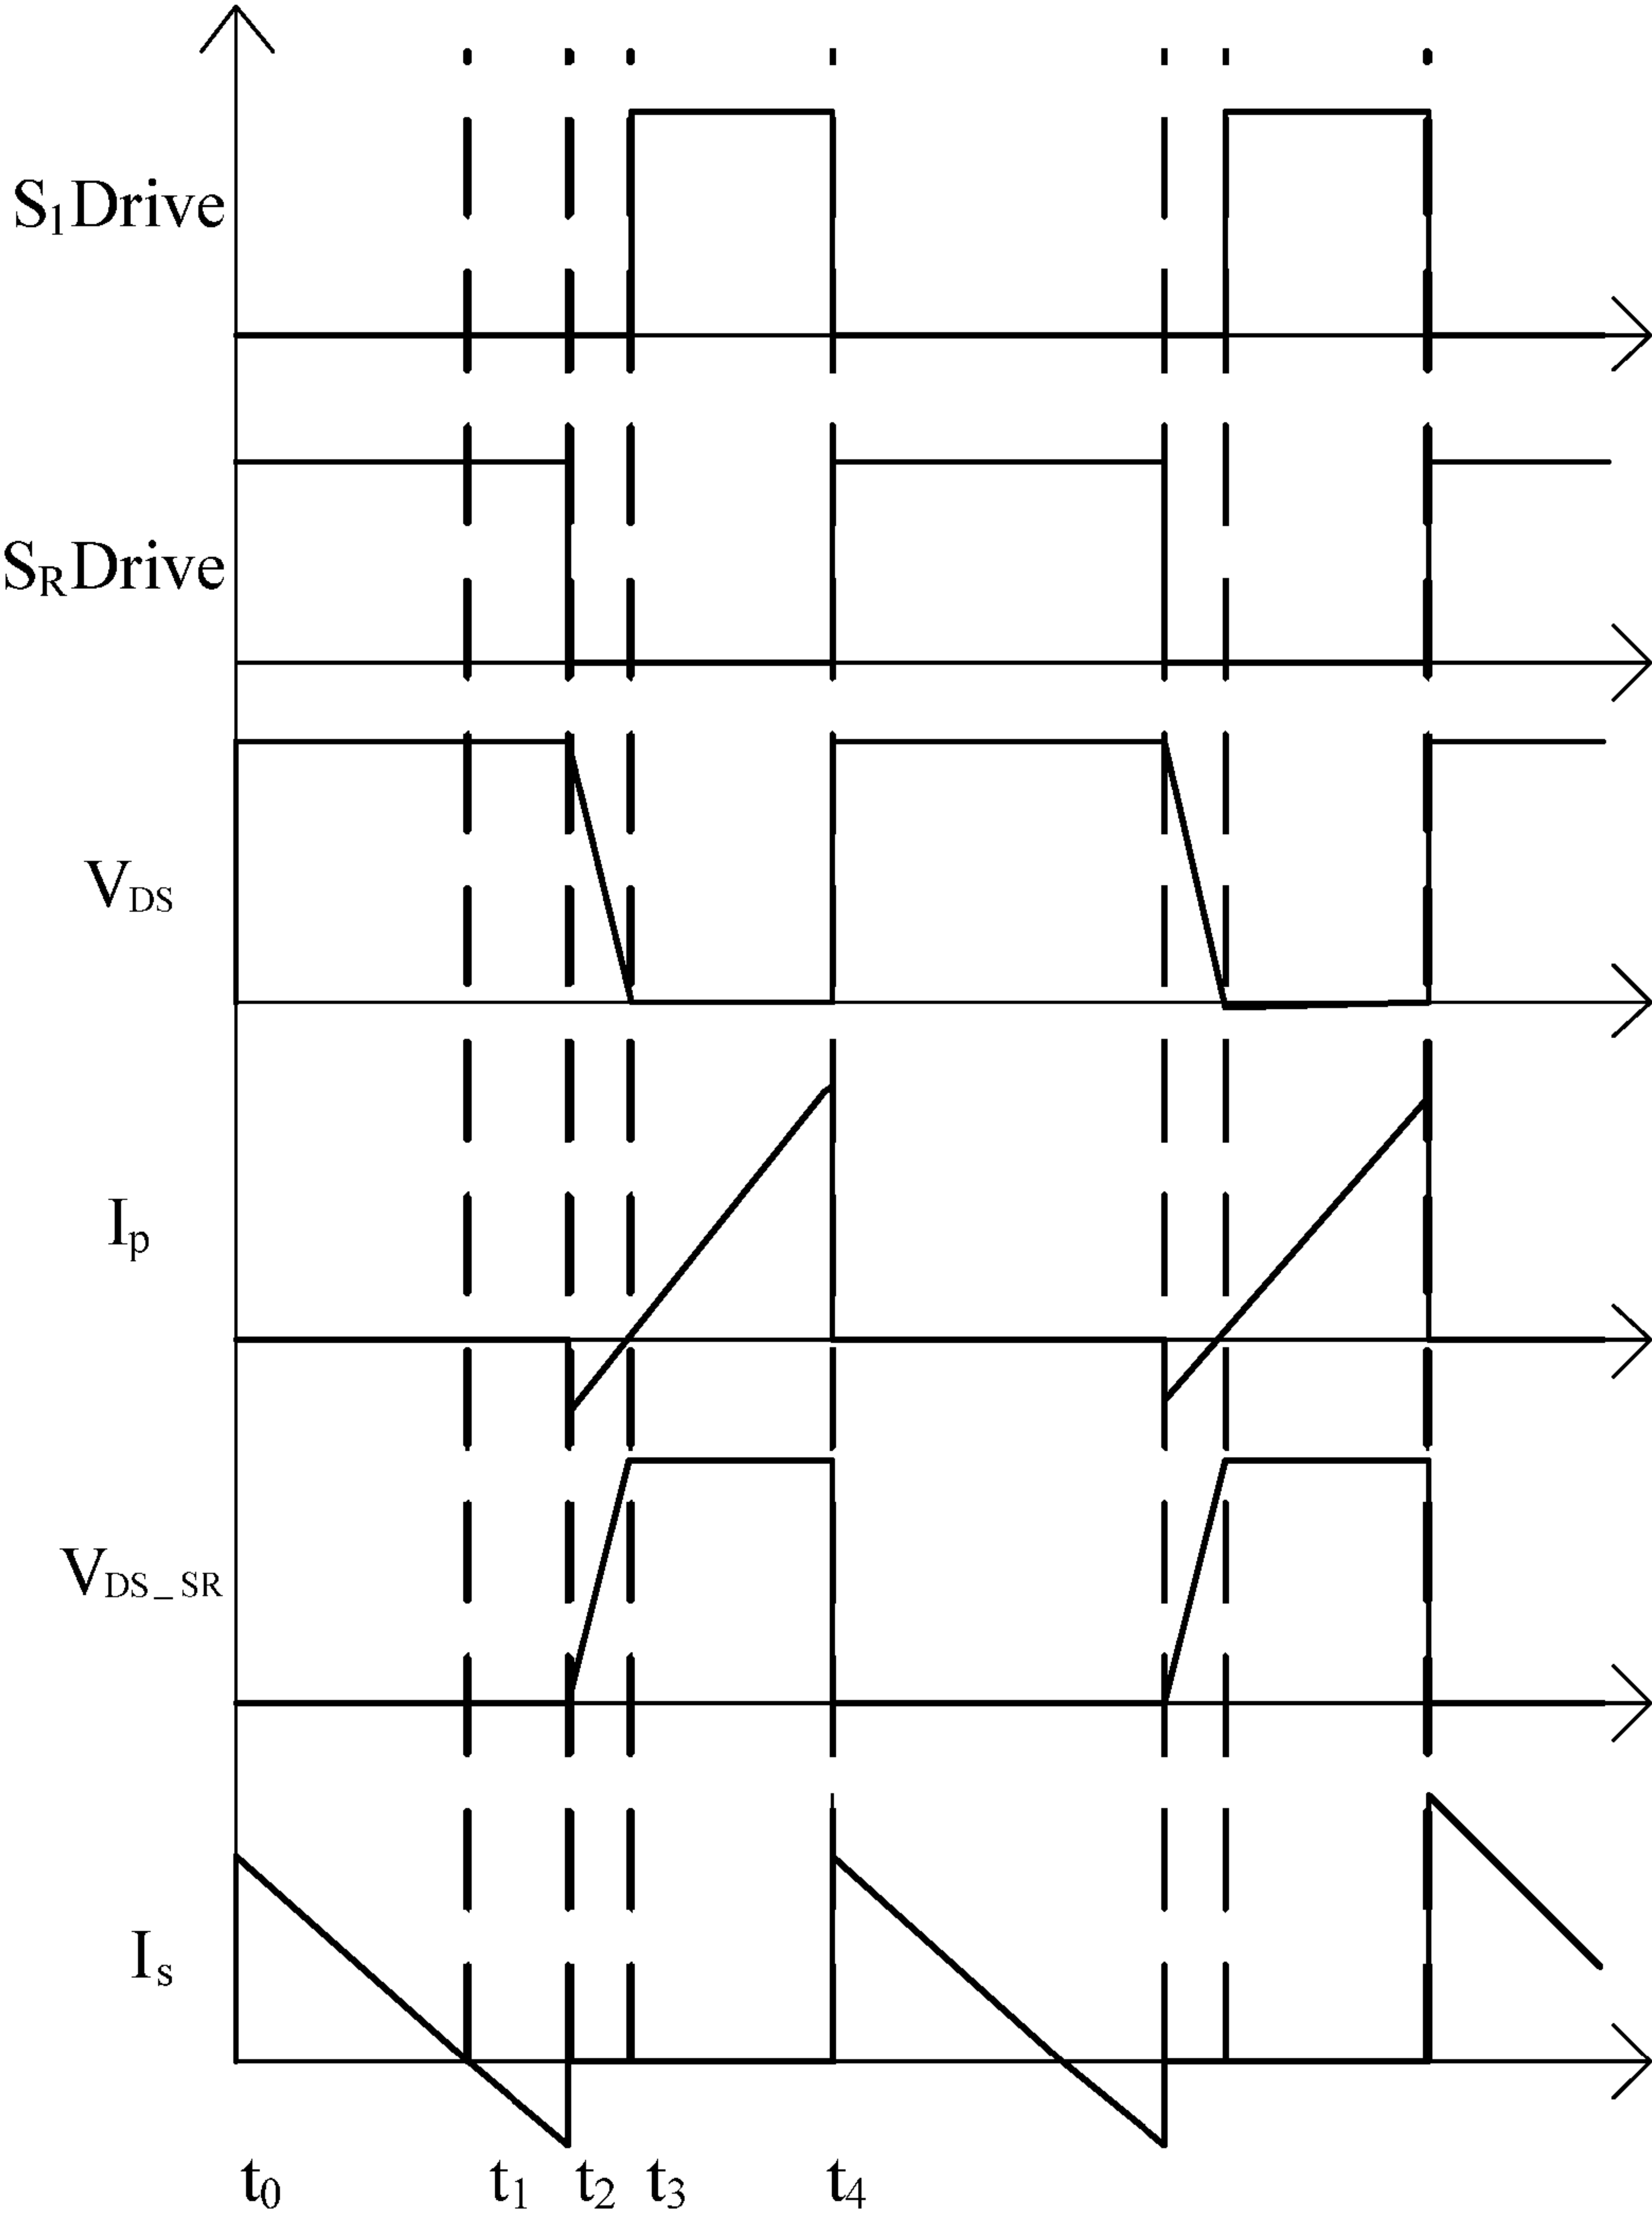 S1Drive
SRDrive
VDS
Ip
VDS_SR
Is
t0 t1 t2 t3 t4